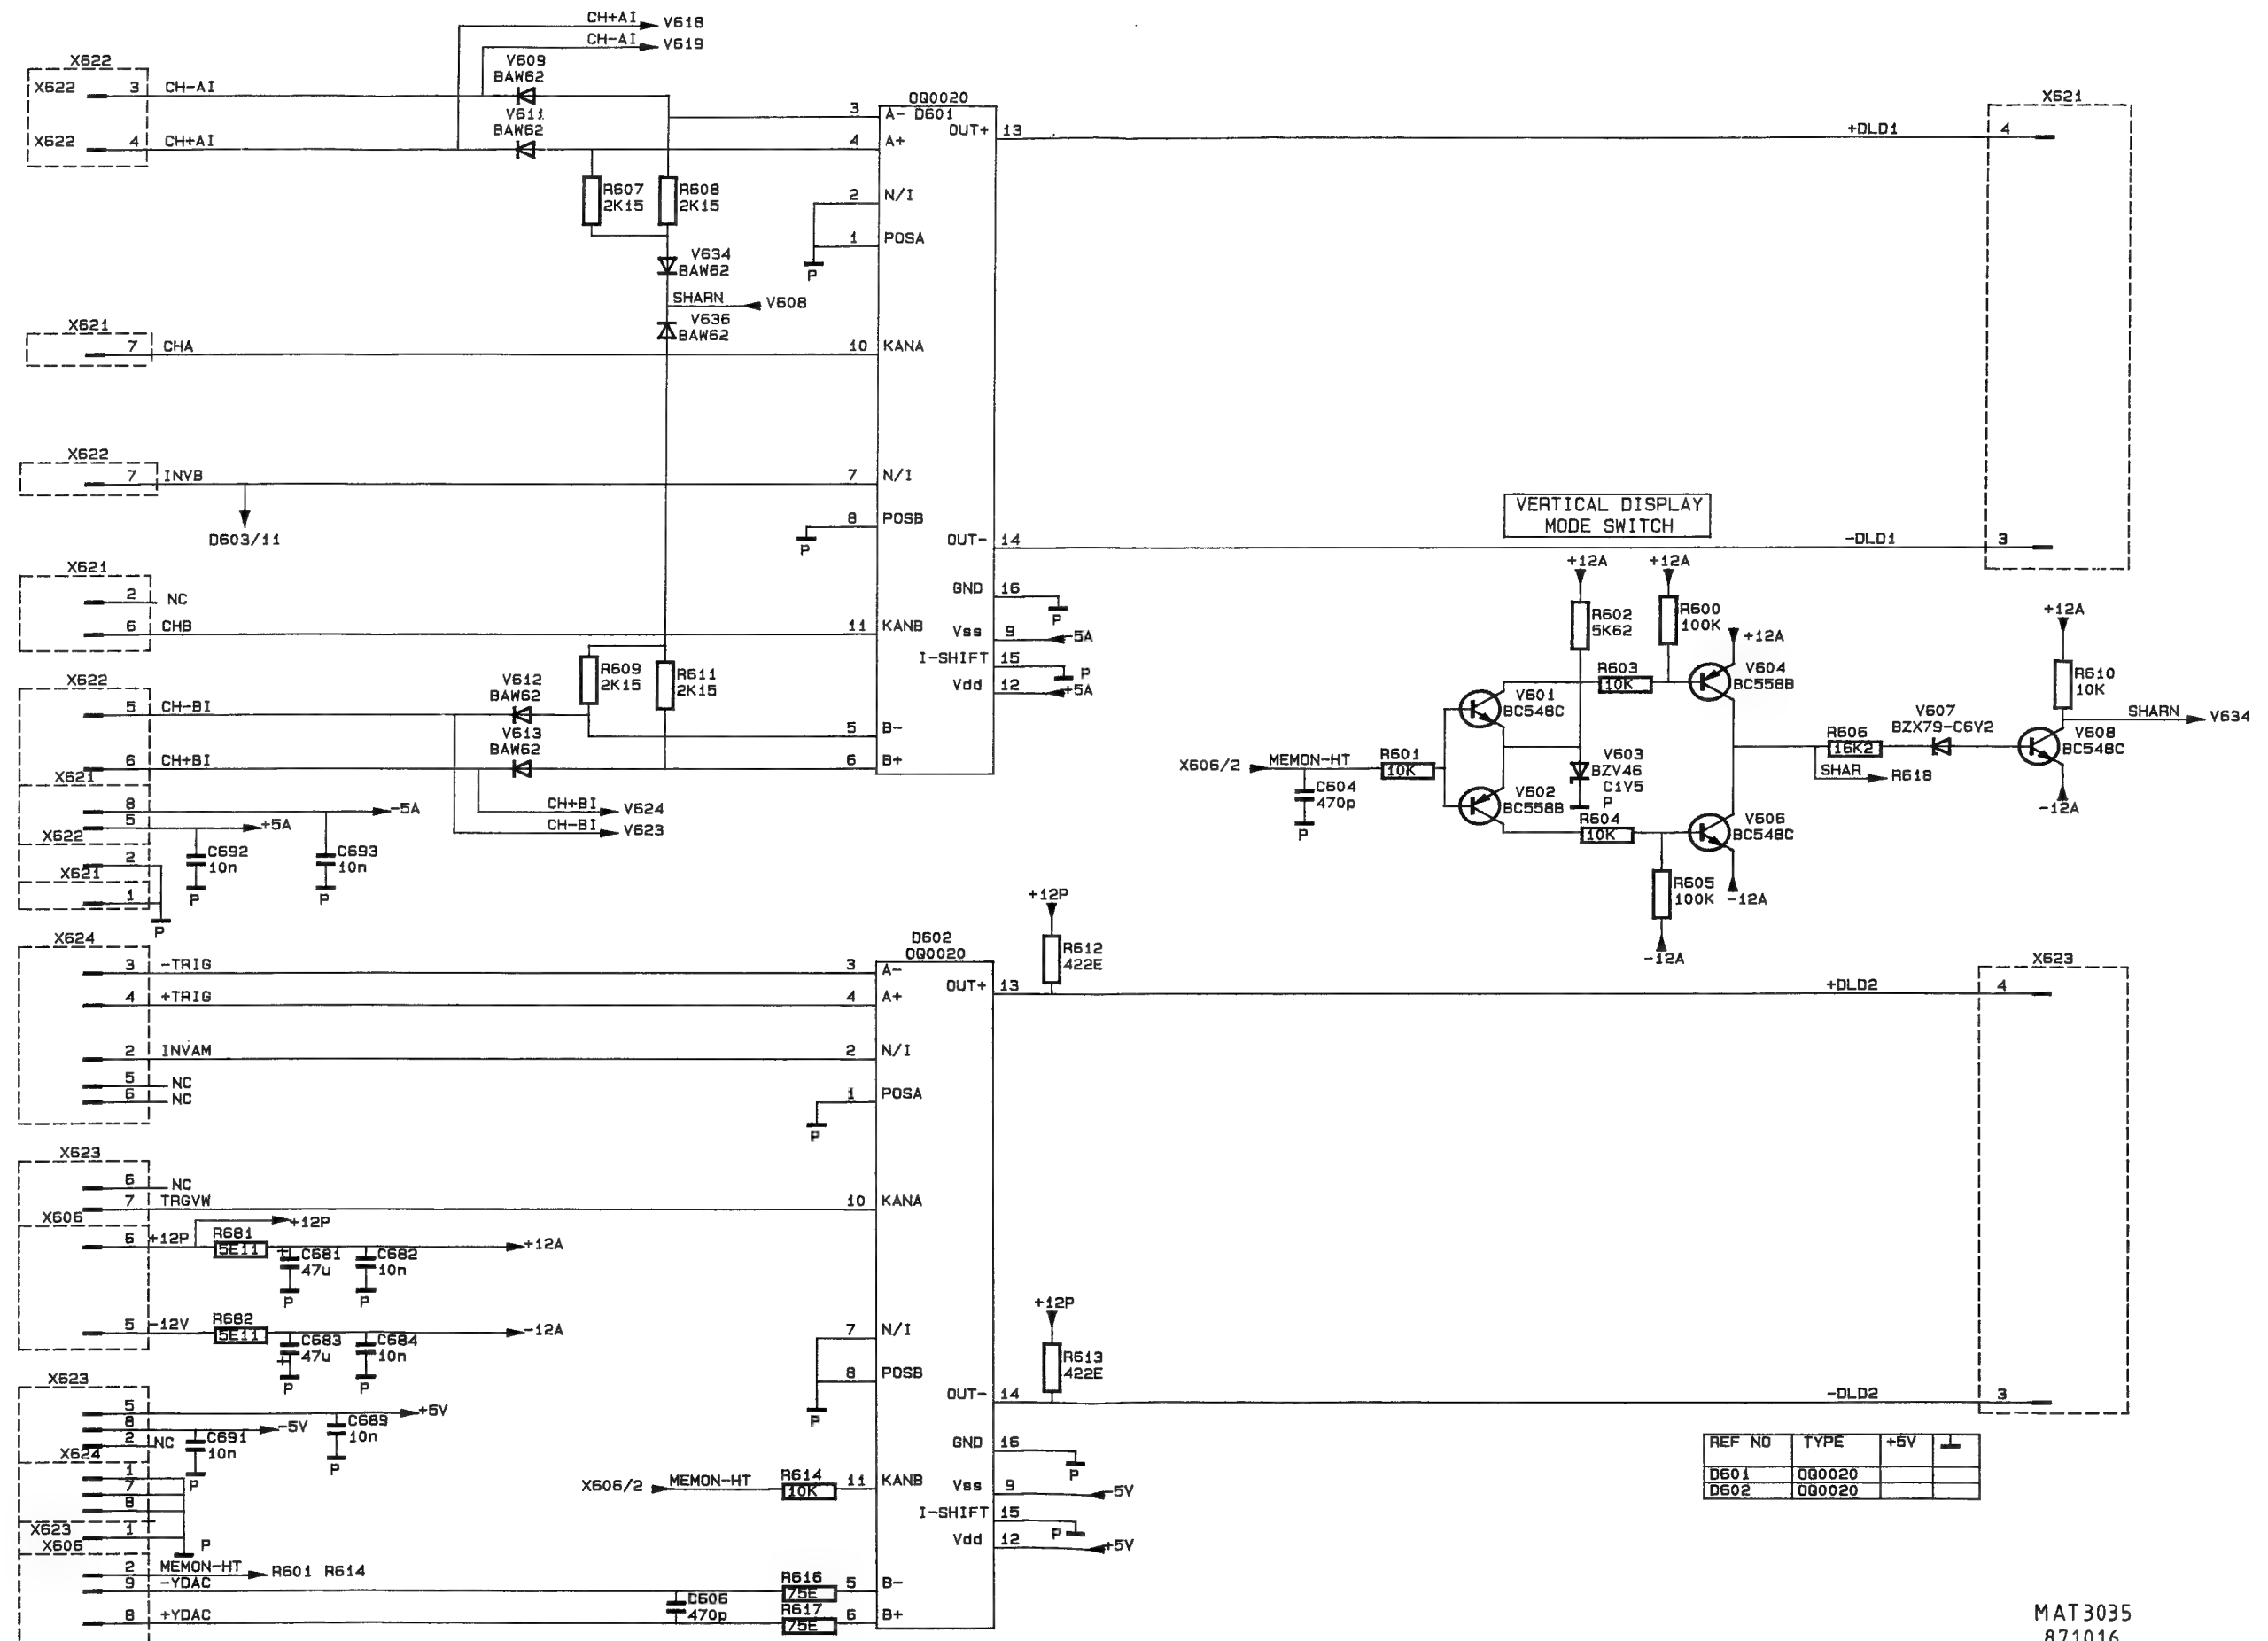 CH+AI V618
CH-AI V619
X622
X622 3 CH-AI
V609
BAW62
V611
BAW62
X622 4 CH+AI
OQ0020
D601
3 A-
4 A+
OUT+ 13
+DLD1
X621
4
R607
2K15
R608
2K15
2 N/I
1 POSA
P
V634
BAW62
SHARN V608
V636
BAW62
X621
7 CHA
10 KANA
X622
7 INVB
D603/11
7 N/I
8 POSB
P
OUT- 14
-DLD1
3
VERTICAL DISPLAY
MODE SWITCH
X621
2 NC
6 CHB
11 KANB
GND 16
P
Vss 9 -5A
I-SHIFT 15
P
Vdd 12 +5A
R609
2K15
R611
2K15
X622
5 CH-BI
V612
BAW62
V613
BAW62
5 B-
6 CH+BI
6 B+
X621
8 -5A
5 +5A
CH+BI V624
CH-BI V623
X622
2
C692
10n
P
C693
10n
P
X621
1
P
+12A +12A
R602
5K62
R600
100K
+12A
R603
10K
V604
BC558B
V601
BC548C
X606/2 MEMON-HT
R601
10K
C604
470p
P
V603
BZV46
C1V5
P
V602
BC558B
R604
10K
V606
BC548C
R605
100K
-12A
-12A
SHAR R618
R606
16K2
V607
BZX79-C6V2
+12A
R610
10K
SHARN V634
V608
BC548C
-12A
X624
3 -TRIG
4 +TRIG
2 INVAM
5 NC
6 NC
D602
OQ0020
3 A-
4 A+
2 N/I
1 POSA
P
+12P
R612
422E
OUT+ 13
+DLD2
X623
4
X623
6 NC
7 TRGVW
10 KANA
X606
6 +12P
+12P
R681
5E11
C681
47u
P
C682
10n
P
+12A
5 -12V
R682
5E11
C683
47u
P
C684
10n
P
-12A
7 N/I
8 POSB
P
+12P
R613
422E
OUT- 14
-DLD2
3
X623
5 +5V
8 -5V
2 NC
C691
10n
P
C689
10n
P
X624
1
7
8
X623 1
P
X606
2 MEMON-HT R601 R614
9 -YDAC
8 +YDAC
C606
470p
X606/2 MEMON-HT
R614
10K
11 KANB
GND 16
P
Vss 9 -5V
I-SHIFT 15
P
Vdd 12 +5V
R616
75E
5 B-
R617
75E
6 B+
REF NO TYPE +5V
D601 OQ0020
D602 OQ0020
MAT3035
871016